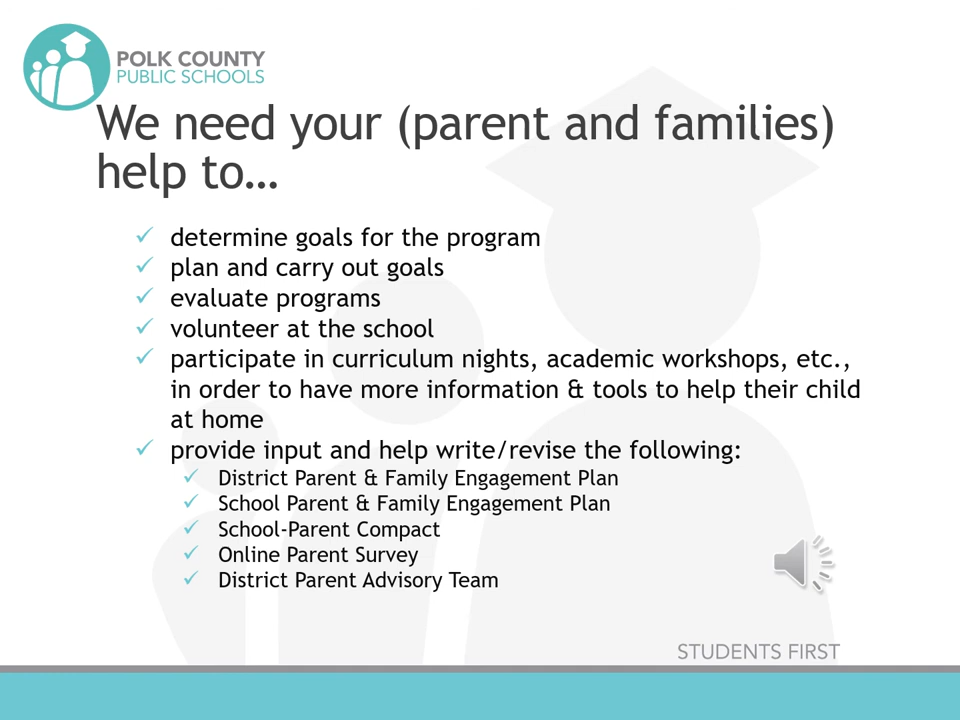 POLK COUNTY
PUBLIC SCHOOLS
We need your (parent and families)
help to…
✓ determine goals for the program
✓ plan and carry out goals
✓ evaluate programs
✓ volunteer at the school
✓ participate in curriculum nights, academic workshops, etc.,
in order to have more information & tools to help their child
at home
✓ provide input and help write/revise the following:
✓ District Parent & Family Engagement Plan
✓ School Parent & Family Engagement Plan
✓ School-Parent Compact
✓ Online Parent Survey
✓ District Parent Advisory Team
STUDENTS FIRST